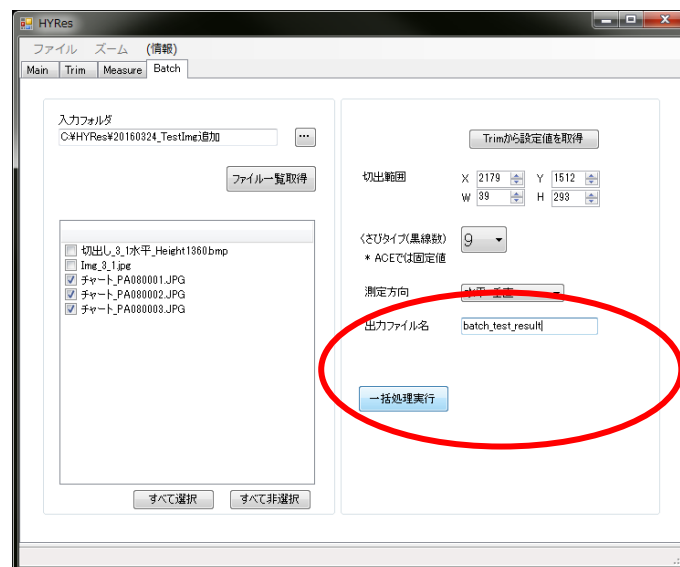 HYRes
ファイル ズーム (情報)
Main Trim Measure Batch
入力フォルダ
C:¥HYRes¥20160324_TestImg追加 ...
ファイル一覧取得
切出し_3_1水平_Height1360.bmp
Img_3_1.jpg
チャート_PA080001.JPG
チャート_PA080002.JPG
チャート_PA080003.JPG
すべて選択 すべて非選択
Trimから設定値を取得
切出範囲 X 2179 Y 1512
W 39 H 293
くさびタイプ(黒線数) 9
* ACEでは固定値
測定方向 水平・垂直
出力ファイル名 batch_test_result
一括処理実行